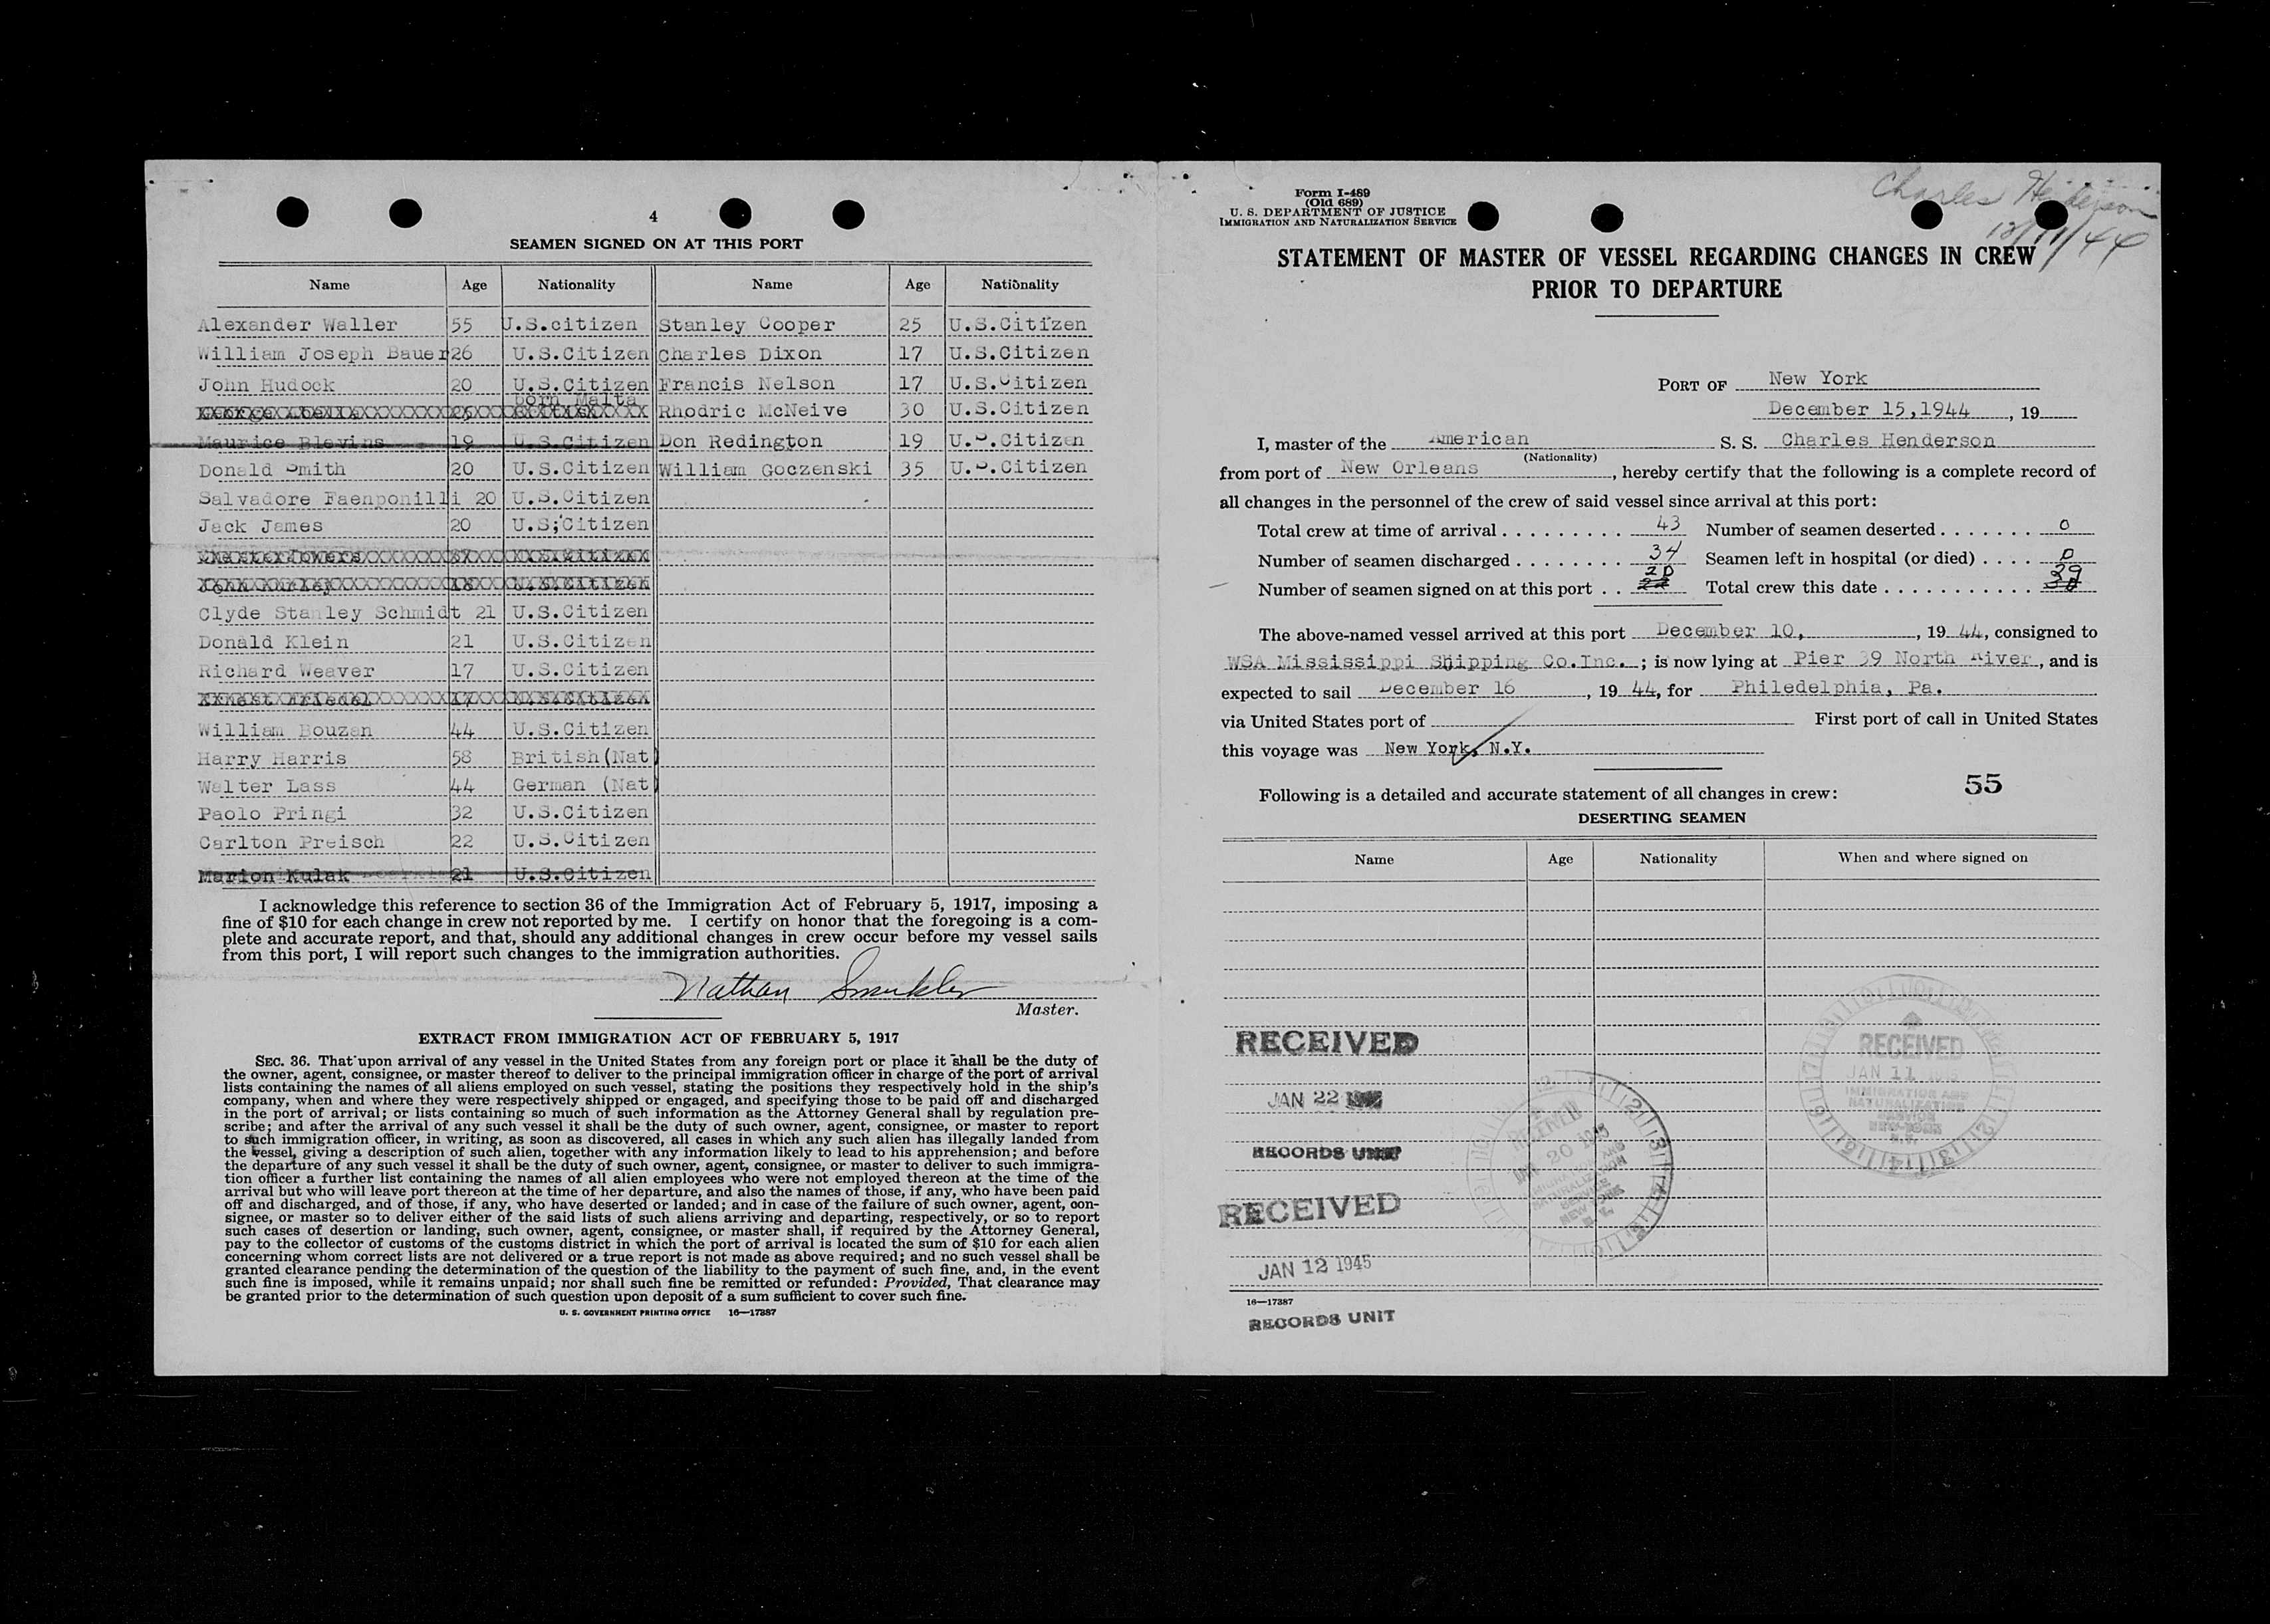 4
SEAMEN SIGNED ON AT THIS PORT
Name Age Nationality Name Age Nationality
Alexander Waller 55 U.S.citizen Stanley Cooper 25 U.S.Citizen
William Joseph Bauer 26 U.S.Citizen Charles Dixon 17 U.S.Citizen
John Hudock 20 U.S.Citizen Francis Nelson 17 U.S.Citizen
born Malta
Rhodric McNeive 30 U.S.Citizen
Maurice Blevins 19 U.S.Citizen Don Redington 19 U.S.Citizen
Donald Smith 20 U.S.Citizen William Goczenski 35 U.S.Citizen
Salvadore Faenponilli 20 U.S.Citizen
Jack James 20 U.S;Citizen
U.S.Citizen
U.S.Citizen
Clyde Stanley Schmidt 21 U.S.Citizen
Donald Klein 21 U.S.Citizen
Richard Weaver 17 U.S.Citizen
17 U.S.Citizen
William Bouzan 44 U.S.Citizen
Harry Harris 58 British(Nat)
Walter Lass 44 German (Nat)
Paolo Pringi 32 U.S.Citizen
Carlton Preisch 22 U.S.Citizen
Marion Kulak 21 U.S.Citizen
I acknowledge this reference to section 36 of the Immigration Act of February 5, 1917, imposing a
fine of $10 for each change in crew not reported by me. I certify on honor that the foregoing is a com-
plete and accurate report, and that, should any additional changes in crew occur before my vessel sails
from this port, I will report such changes to the immigration authorities.
Nathan
Master.
EXTRACT FROM IMMIGRATION ACT OF FEBRUARY 5, 1917
SEC. 36. That upon arrival of any vessel in the United States from any foreign port or place it shall be the duty of
the owner, agent, consignee, or master thereof to deliver to the principal immigration officer in charge of the port of arrival
lists containing the names of all aliens employed on such vessel, stating the positions they respectively hold in the ship's
company, when and where they were respectively shipped or engaged, and specifying those to be paid off and discharged
in the port of arrival; or lists containing so much of such information as the Attorney General shall by regulation pre-
scribe; and after the arrival of any such vessel it shall be the duty of such owner, agent, consignee, or master to report
to such immigration officer, in writing, as soon as discovered, all cases in which any such alien has illegally landed from
the vessel, giving a description of such alien, together with any information likely to lead to his apprehension; and before
the departure of any such vessel it shall be the duty of such owner, agent, consignee, or master to deliver to such immigra-
tion officer a further list containing the names of all alien employees who were not employed thereon at the time of the
arrival but who will leave port thereon at the time of her departure, and also the names of those, if any, who have been paid
off and discharged, and of those, if any, who have deserted or landed; and in case of the failure of such owner, agent, con-
signee, or master so to deliver either of the said lists of such aliens arriving and departing, respectively, or so to report
such cases of desertion or landing, such owner, agent, consignee, or master shall, if required by the Attorney General,
pay to the collector of customs of the customs district in which the port of arrival is located the sum of $10 for each alien
concerning whom correct lists are not delivered or a true report is not made as above required; and no such vessel shall be
granted clearance pending the determination of the question of the liability to the payment of such fine, and, in the event
such fine is imposed, while it remains unpaid; nor shall such fine be remitted or refunded: Provided, That clearance may
be granted prior to the determination of such question upon deposit of a sum sufficient to cover such fine.
U. S. GOVERNMENT PRINTING OFFICE 16—17387
Form I-489
(Old 689)
U. S. DEPARTMENT OF JUSTICE
IMMIGRATION AND NATURALIZATION SERVICE
Charles Henderson
STATEMENT OF MASTER OF VESSEL REGARDING CHANGES IN CREW
PRIOR TO DEPARTURE
PORT OF New York
December 15,1944, 19
I, master of the American S. S. Charles Henderson
(Nationality)
from port of New Orleans, hereby certify that the following is a complete record of
all changes in the personnel of the crew of said vessel since arrival at this port:
Total crew at time of arrival 43 Number of seamen deserted 0
Number of seamen discharged 34 Seamen left in hospital (or died) 0
Number of seamen signed on at this port 20 Total crew this date 39
The above-named vessel arrived at this port December 10, , 19 44, consigned to
WSA Mississippi Shipping Co.Inc. ; is now lying at Pier 39 North River, and is
expected to sail December 16, 19 44, for Philedelphia, Pa.
via United States port of First port of call in United States
this voyage was New York, N.Y.
55
Following is a detailed and accurate statement of all changes in crew:
DESERTING SEAMEN
Name Age Nationality When and where signed on
RECEIVED
JAN 22
RECORDS UNIT
RECEIVED
JAN 12 1945
RECORDS UNIT
RECEIVED
20 1945
RECEIVED
JAN 11
IMMIGRATION AND
NATURALIZATION
SERVICE
NEW YORK
N.Y.
16—17387